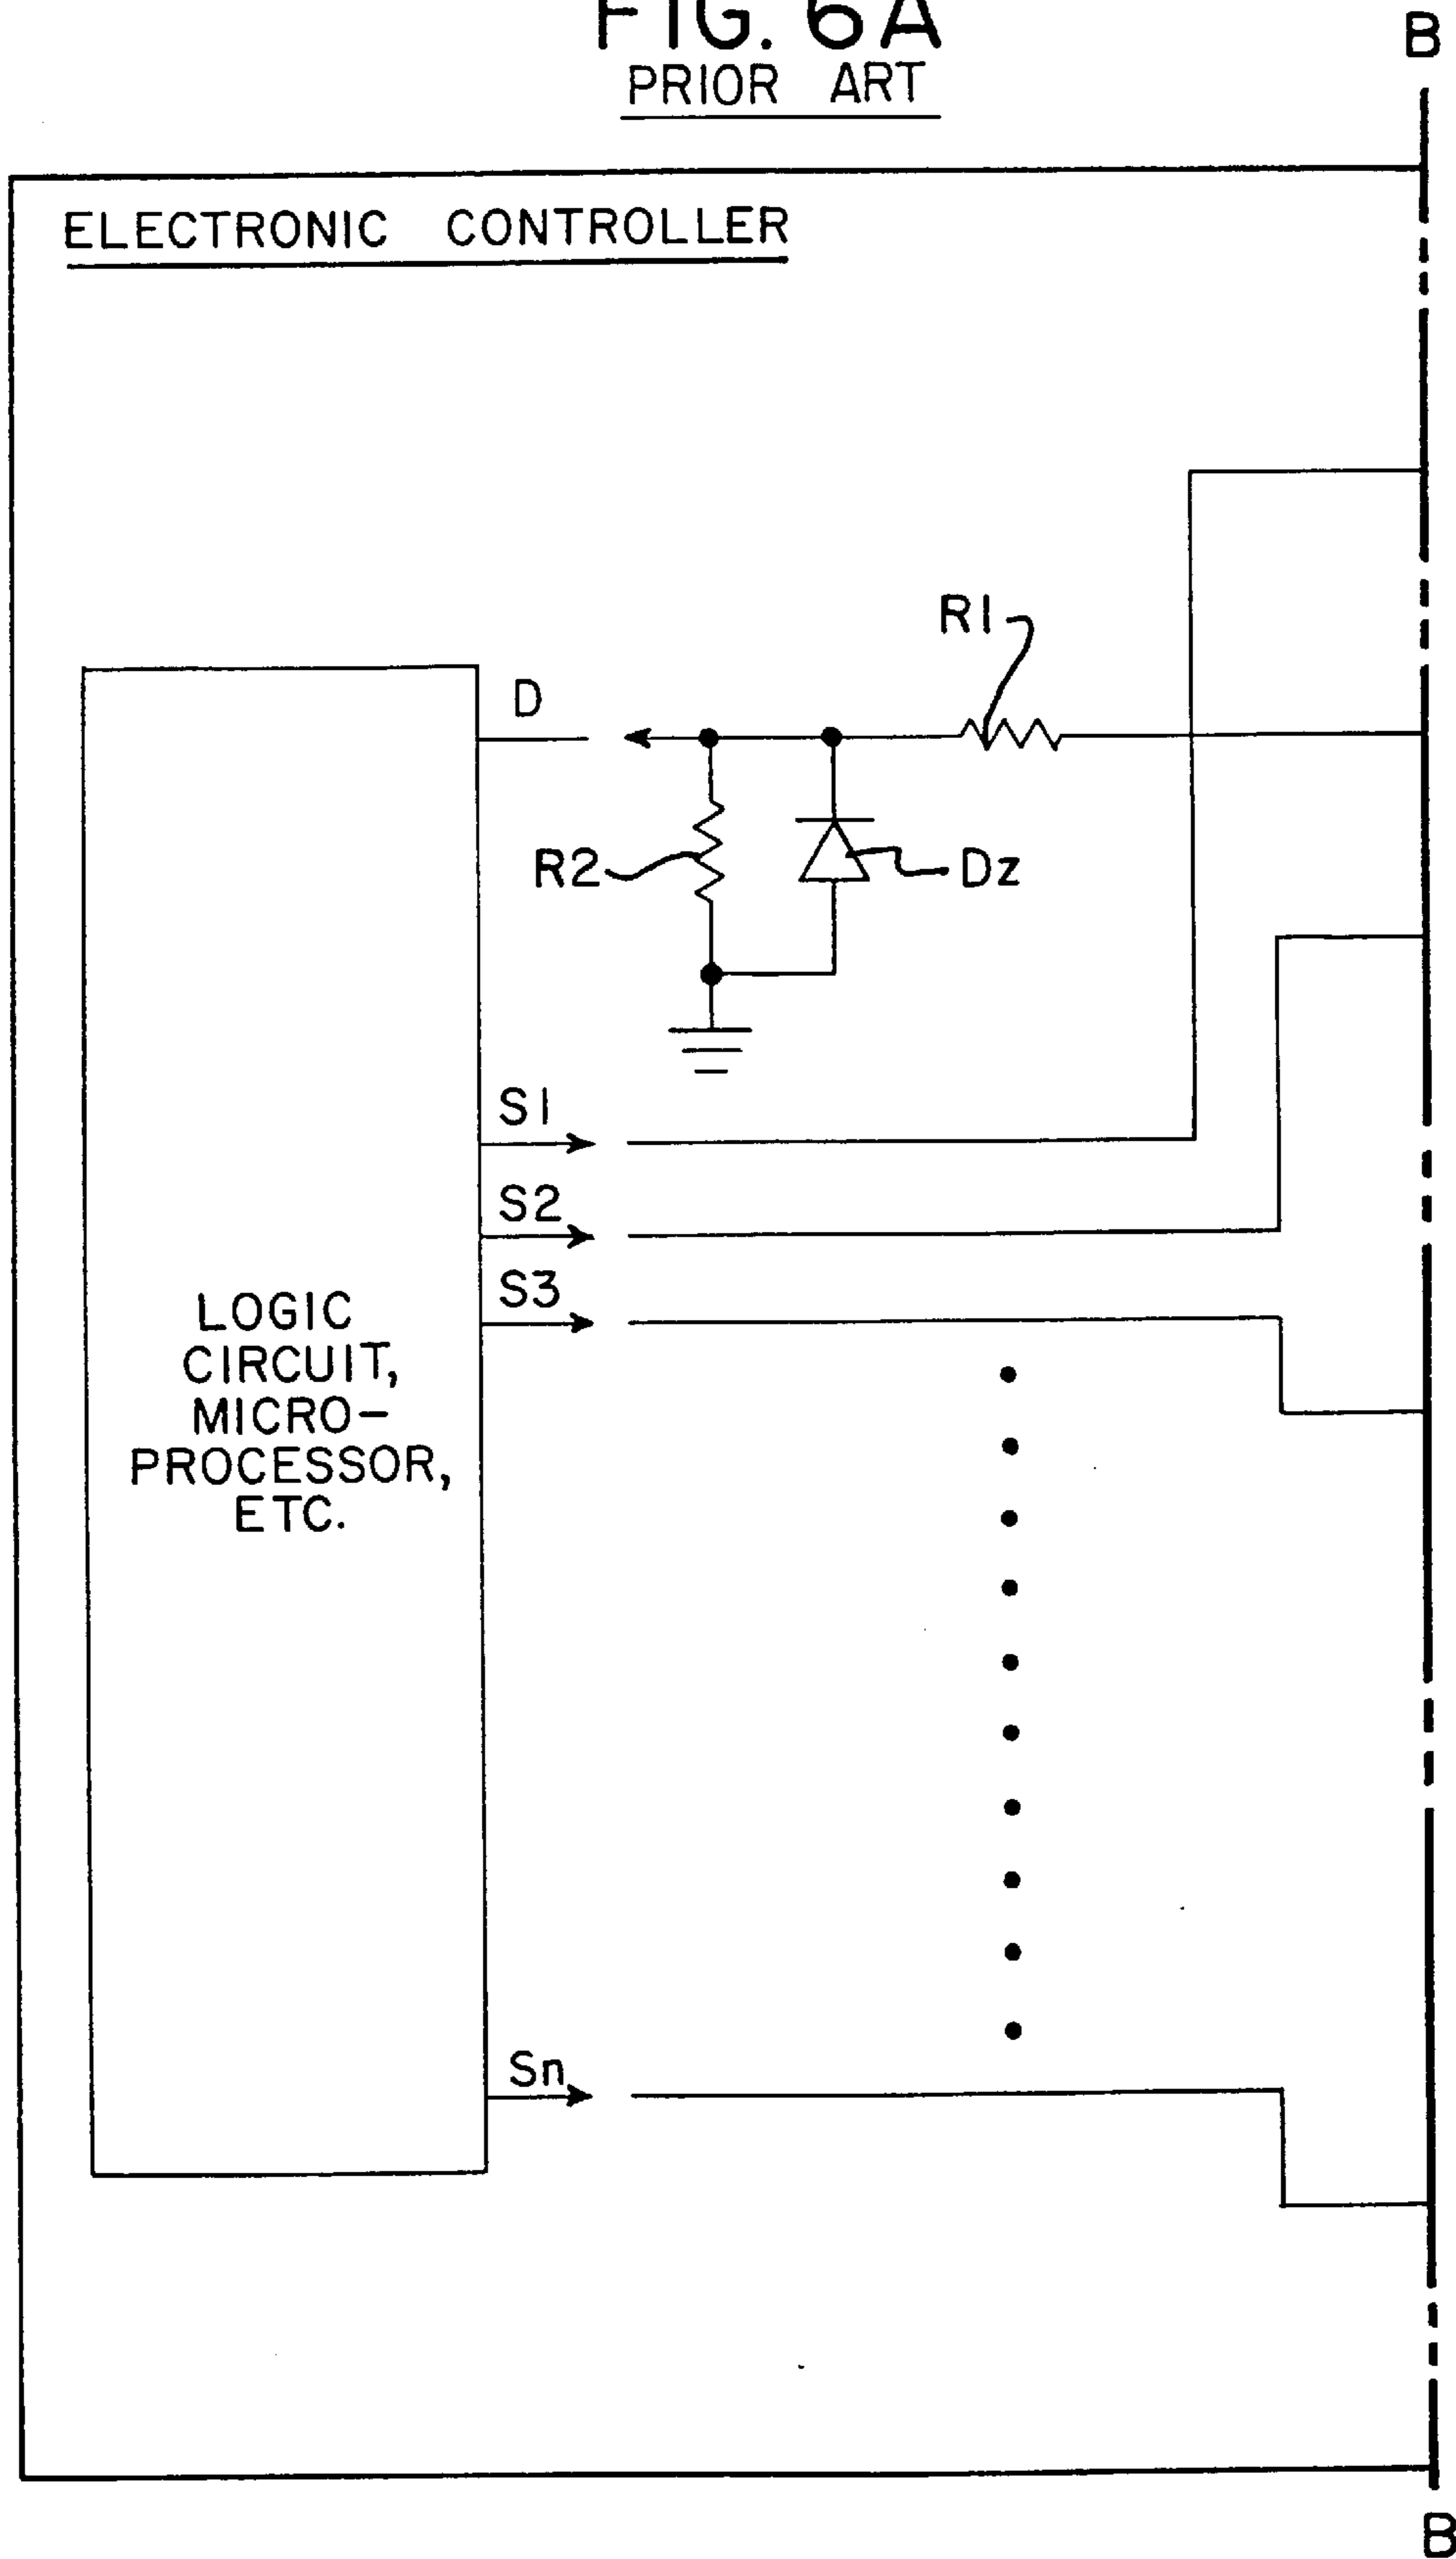 FIG. 6A
PRIOR ART
B
ELECTRONIC CONTROLLER
R1
D
R2
Dz
S1
S2
S3
LOGIC
CIRCUIT,
MICRO-
PROCESSOR,
ETC.
Sn
B